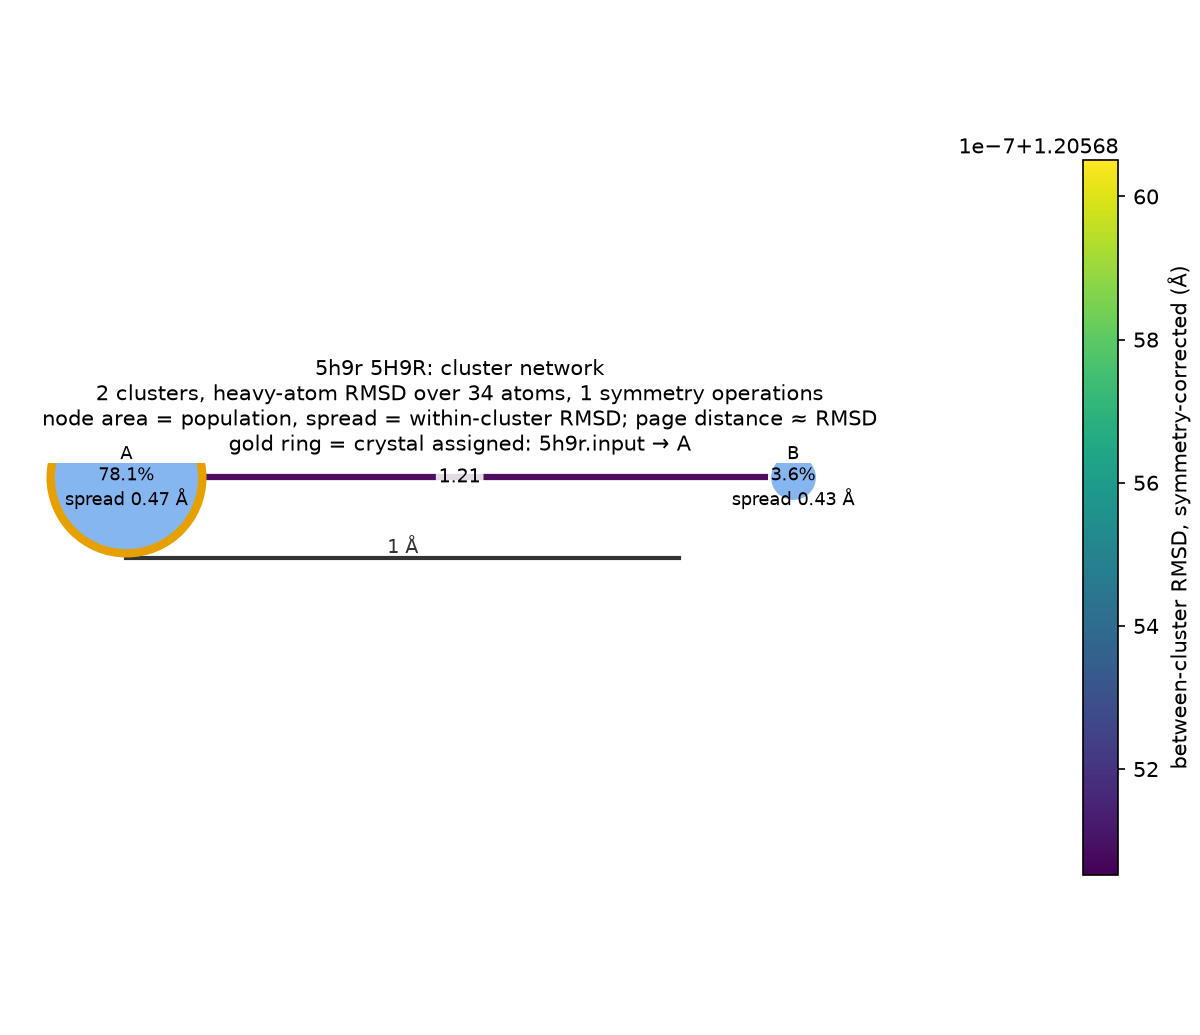 1e−7+1.20568
60
58
56
54
52
between-cluster RMSD, symmetry-corrected (Å)
5h9r 5H9R: cluster network
2 clusters, heavy-atom RMSD over 34 atoms, 1 symmetry operations
node area = population, spread = within-cluster RMSD; page distance ≈ RMSD
gold ring = crystal assigned: 5h9r.input → A
A
78.1%
spread 0.47 Å
1.21
B
3.6%
spread 0.43 Å
1 Å